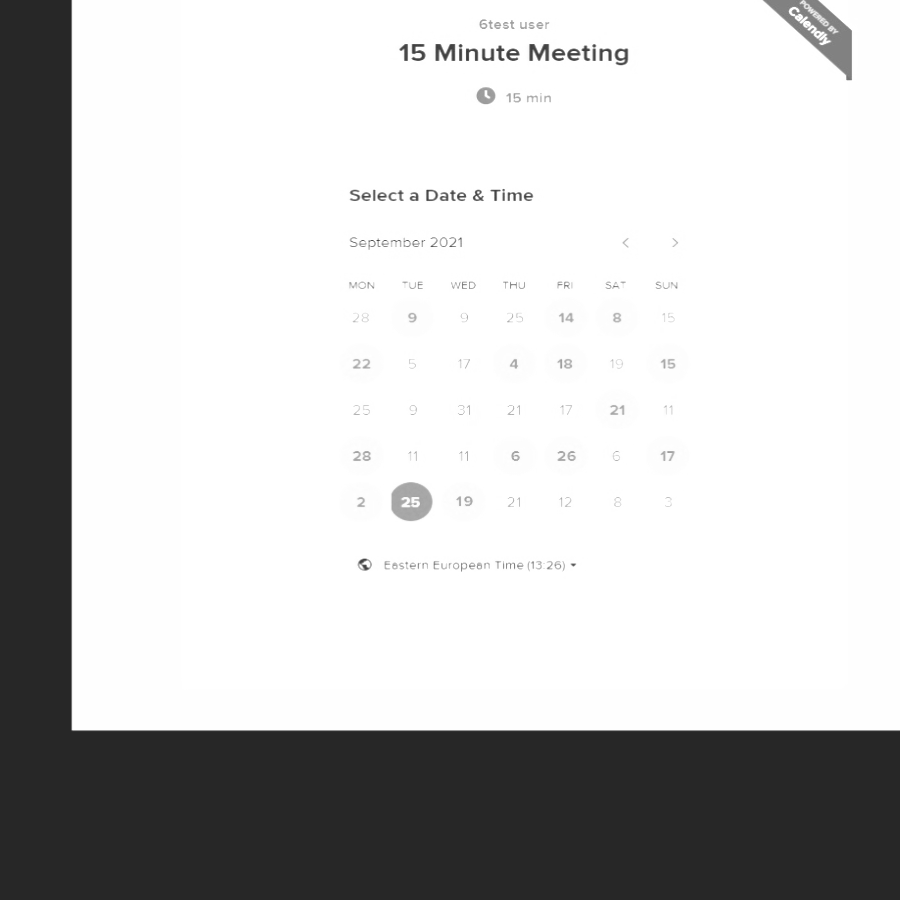 POWERED BY
Calendly
6test user
15 Minute Meeting
15 min
Select a Date & Time
September 2021
MON TUE WED THU FRI SAT SUN
28 9 9 25 14 8 15
22 5 17 4 18 19 15
25 9 31 21 17 21 11
28 11 11 6 26 6 17
2 25 19 21 12 8 3
Eastern European Time (13:26)